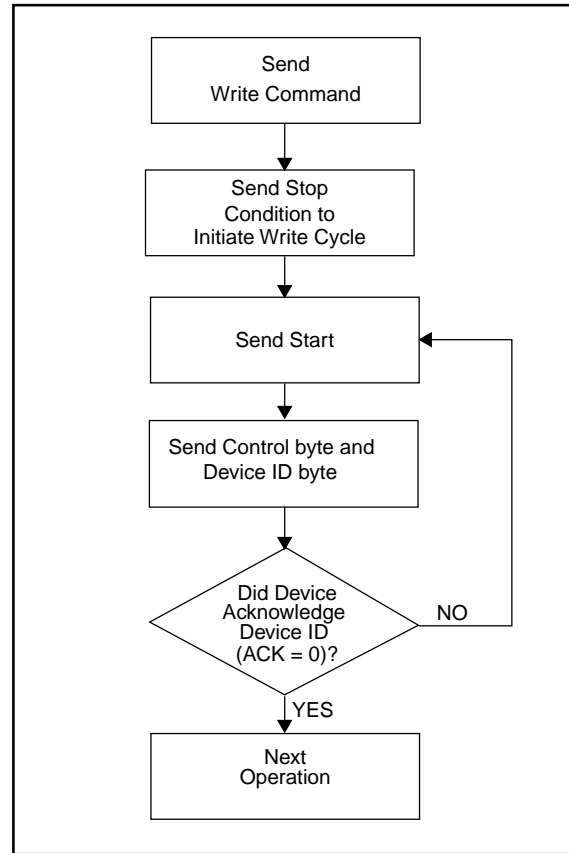 Send
Write Command
Send Stop
Condition to
Initiate Write Cycle
Send Start
Send Control byte and
Device ID byte
Did Device
Acknowledge
Device ID
(ACK = 0)?
NO
YES
Next
Operation